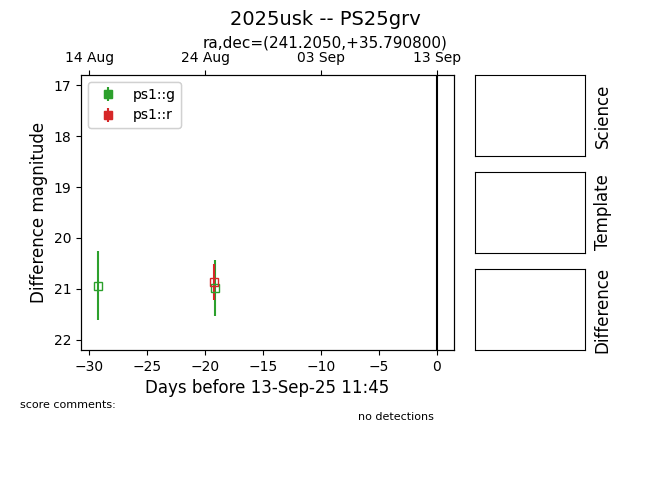 2025usk -- PS25grv
ra,dec=(241.2050,+35.790800)
14 Aug 24 Aug 03 Sep 13 Sep
ps1::g
ps1::r
17
18
19
20
21
22
Difference magnitude
−30 −25 −20 −15 −10 −5 0
Days before 13-Sep-25 11:45
Science
Template
Difference
score comments:
no detections